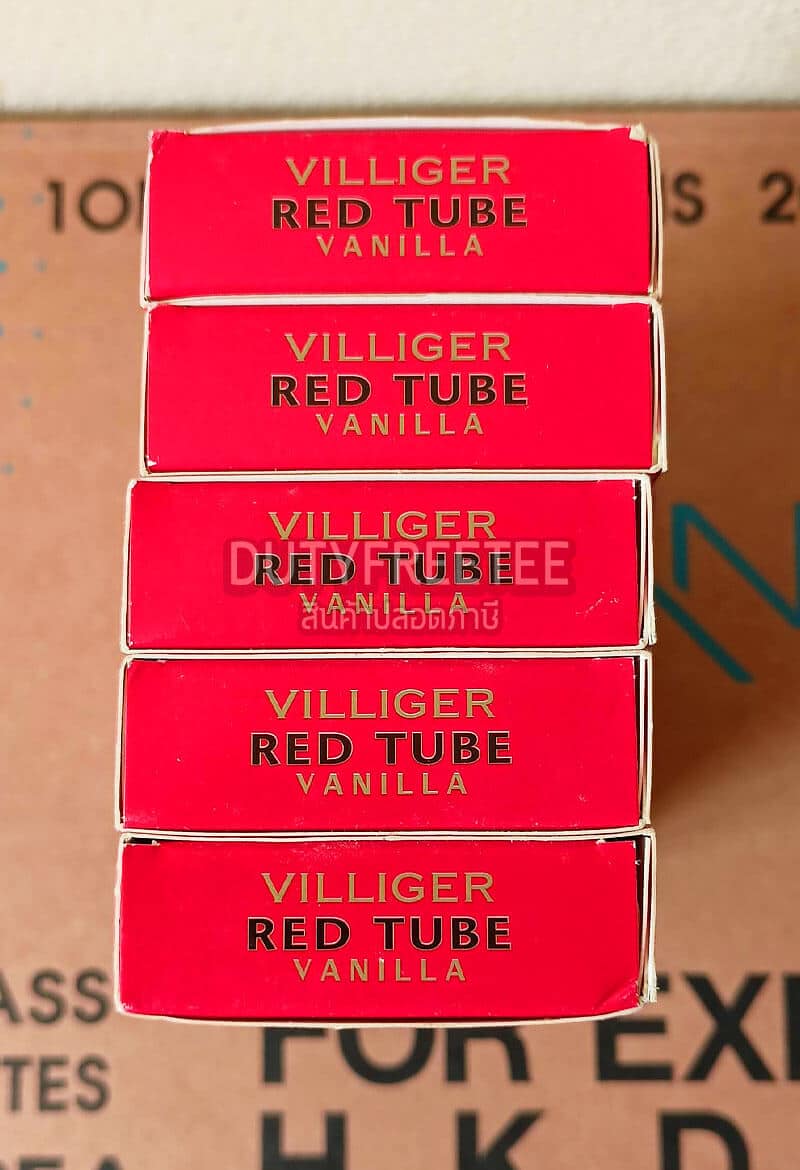 VILLIGER
RED TUBE
VANILLA
VILLIGER
RED TUBE
VANILLA
VILLIGER
RED TUBE
VANILLA
DUTYFREETEE
สินค้าปลอดภาษี
VILLIGER
RED TUBE
VANILLA
VILLIGER
RED TUBE
VANILLA
FOR EX
H K D